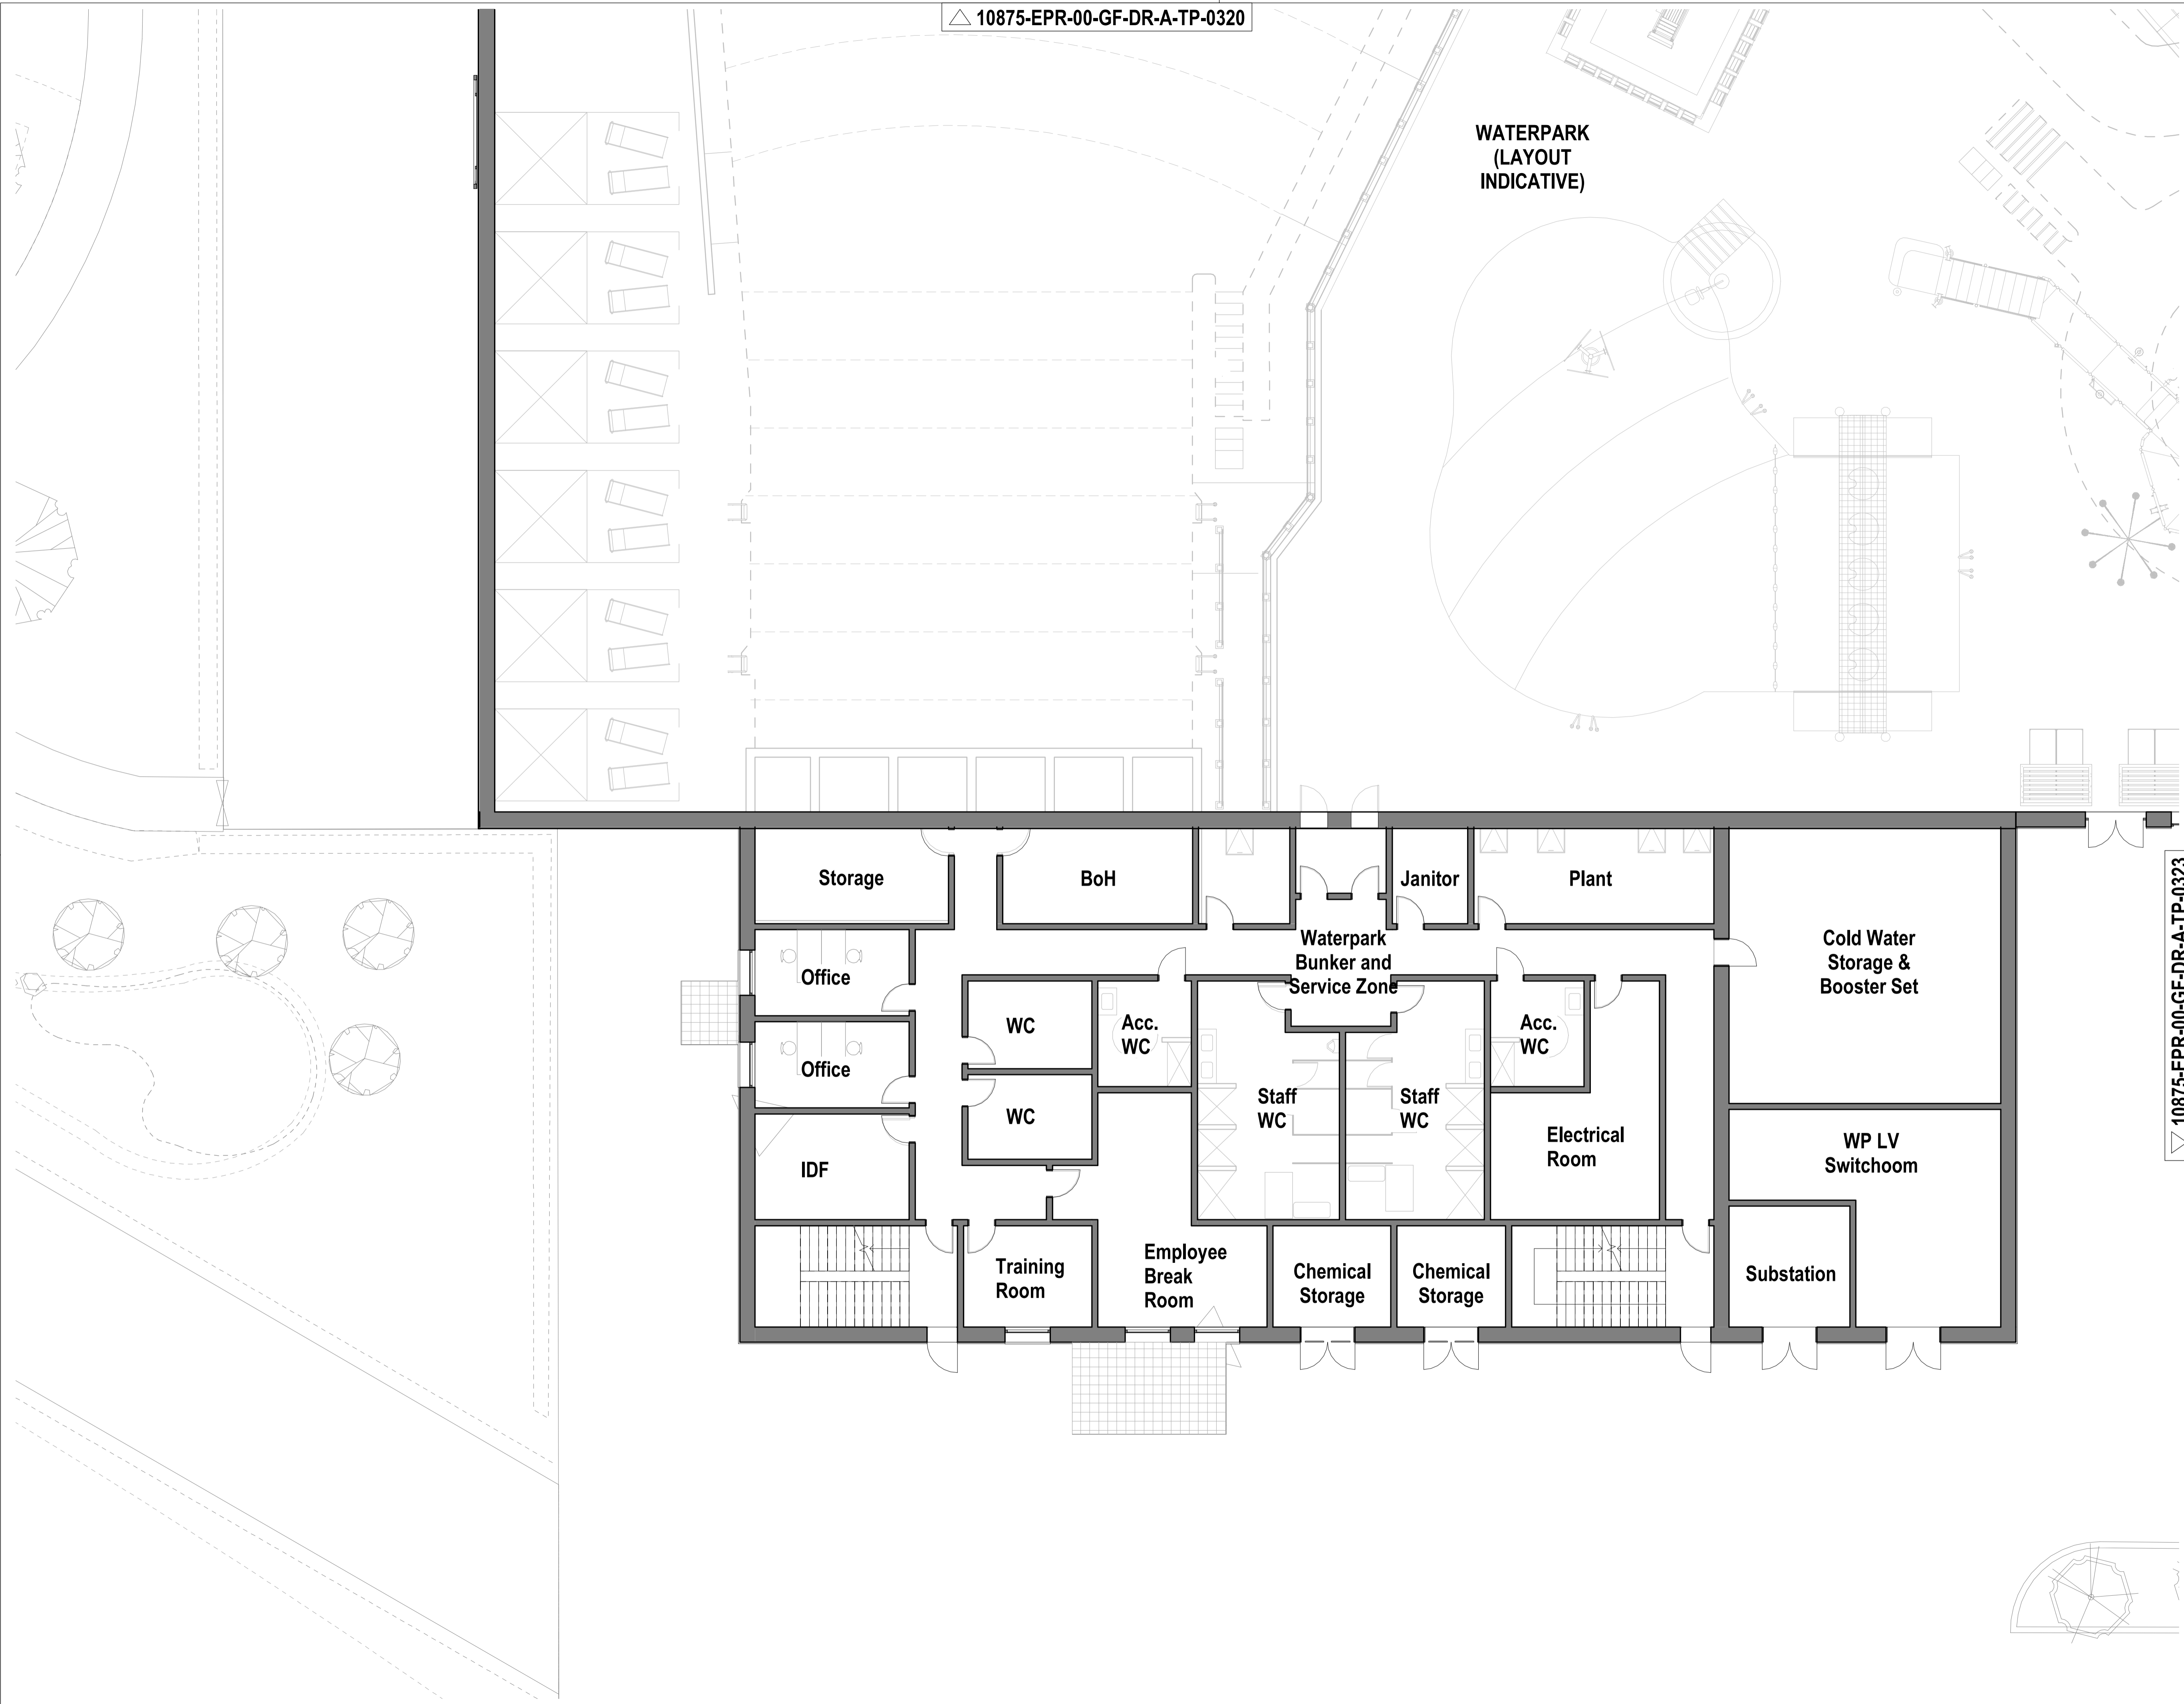 10875-EPR-00-GF-DR-A-TP-0320
WATERPARK
(LAYOUT
INDICATIVE)
Storage
BoH
Janitor
Plant
Waterpark
Bunker and
Service Zone
Cold Water
Storage &
Booster Set
Office
WC
Acc.
WC
Acc.
WC
Office
WC
Staff
WC
Staff
WC
Electrical
Room
IDF
WP LV
Switchoom
Training
Room
Employee
Break
Room
Chemical
Storage
Chemical
Storage
Substation
10875-EPR-00-GF-DR-A-TP-0323